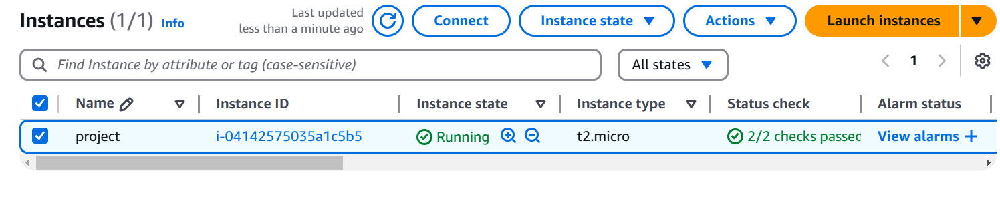 Instances (1/1) Info
Last updated
less than a minute ago
Connect
Instance state
Actions
Launch instances
Find Instance by attribute or tag (case-sensitive)
All states
1
Name Instance ID Instance state Instance type Status check Alarm status
project i-04142575035a1c5b5 Running t2.micro 2/2 checks passed View alarms +